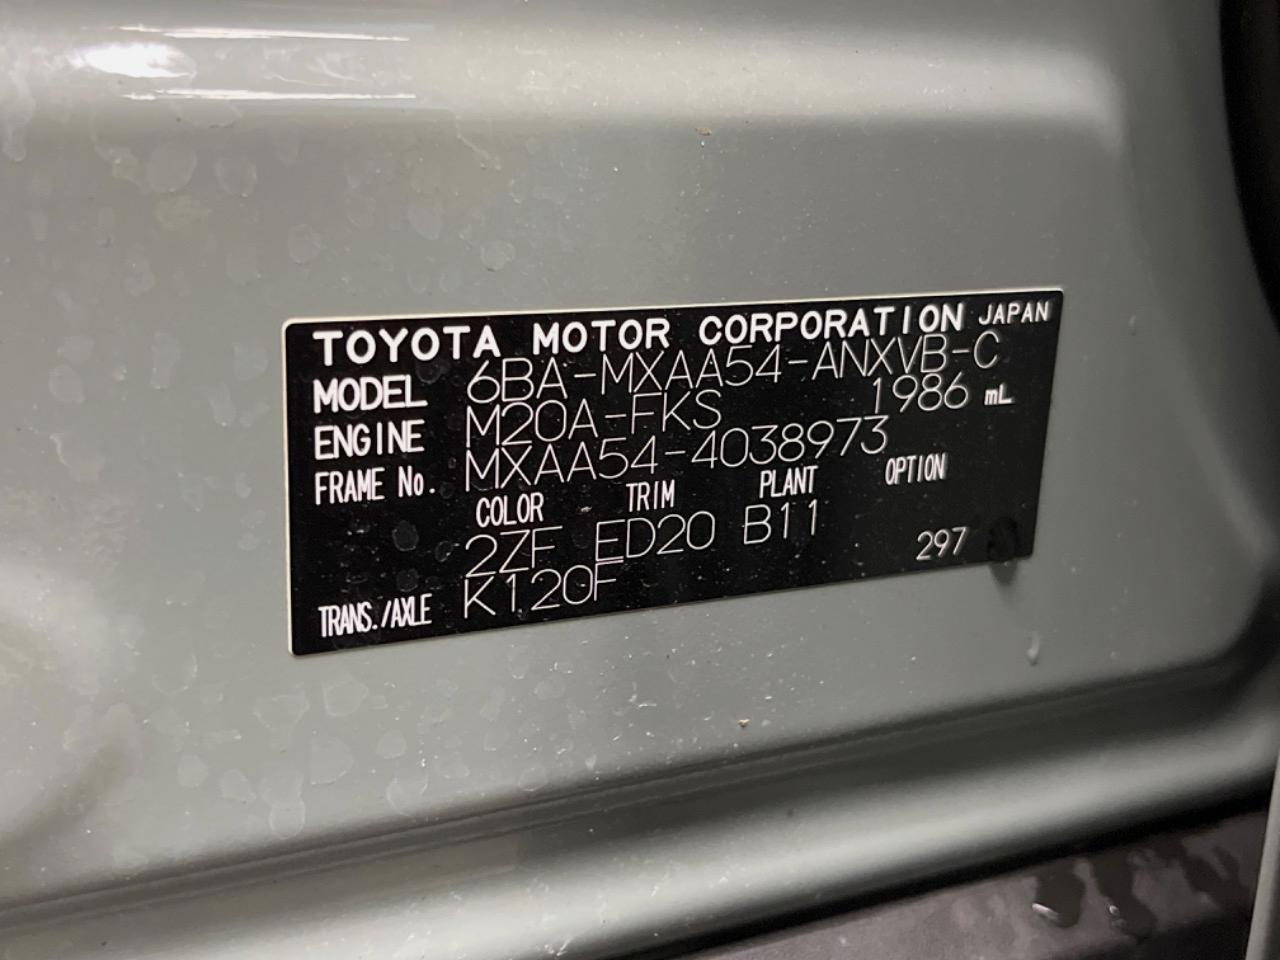 TOYOTA MOTOR CORPORATION JAPAN
MODEL 6BA-MXAA54-ANXVB-C
ENGINE M20A-FKS 1986 mL
FRAME No. MXAA54-4038973
COLOR TRIM PLANT OPTION
2ZF ED20 B11
TRANS./AXLE K120F 297